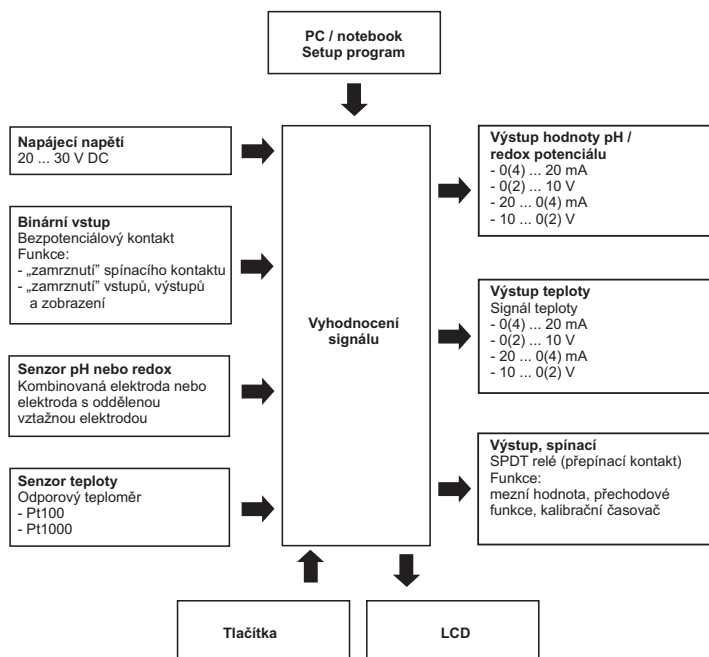 PC / notebook
Setup program
Napájecí napětí
20 ... 30 V DC
Binární vstup
Bezpotenciálový kontakt
Funkce:
- „zamrznutí” spínacího kontaktu
- „zamrznutí” vstupů, výstupů
a zobrazení
Senzor pH nebo redox
Kombinovaná elektroda nebo
elektroda s oddělenou
vztažnou elektrodou
Senzor teploty
Odporový teploměr
- Pt100
- Pt1000
Vyhodnocení
signálu
Výstup hodnoty pH /
redox potenciálu
- 0(4) ... 20 mA
- 0(2) ... 10 V
- 20 ... 0(4) mA
- 10 ... 0(2) V
Výstup teploty
Signál teploty
- 0(4) ... 20 mA
- 0(2) ... 10 V
- 20 ... 0(4) mA
- 10 ... 0(2) V
Výstup, spínací
SPDT relé (přepínací kontakt)
Funkce:
mezní hodnota, přechodové
funkce, kalibrační časovač
Tlačítka
LCD